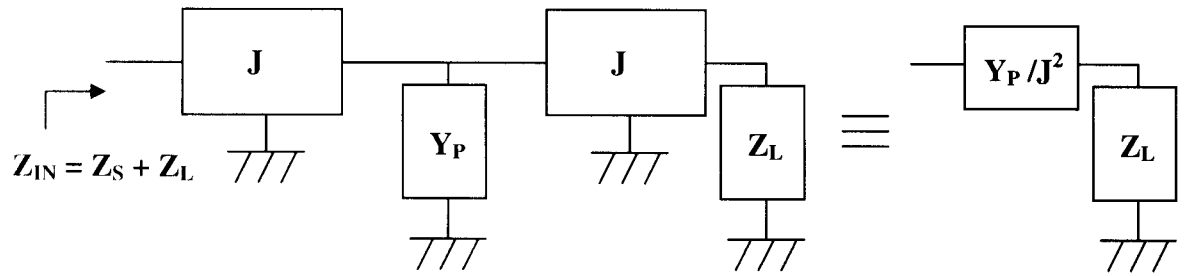 J
J
Y_P /J²
Y_P
Z_L
Z_L
Z_IN = Z_S + Z_L